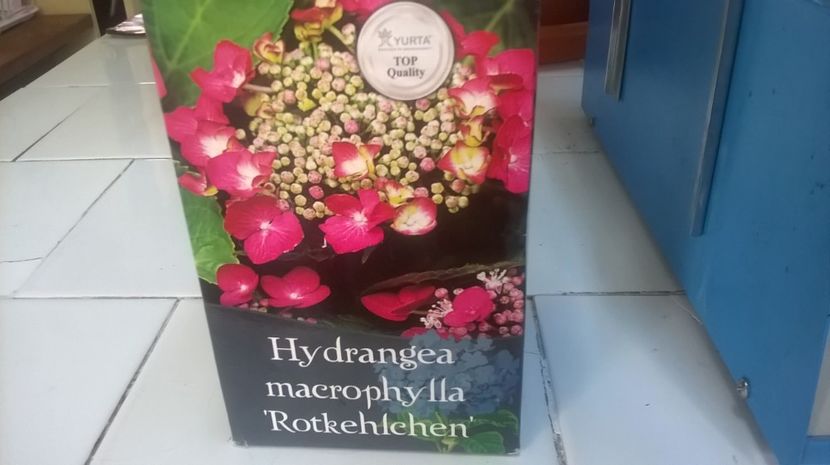 YURTA
TOP
Quality
Hydrangea
macrophylla
'Rotkehlchen'